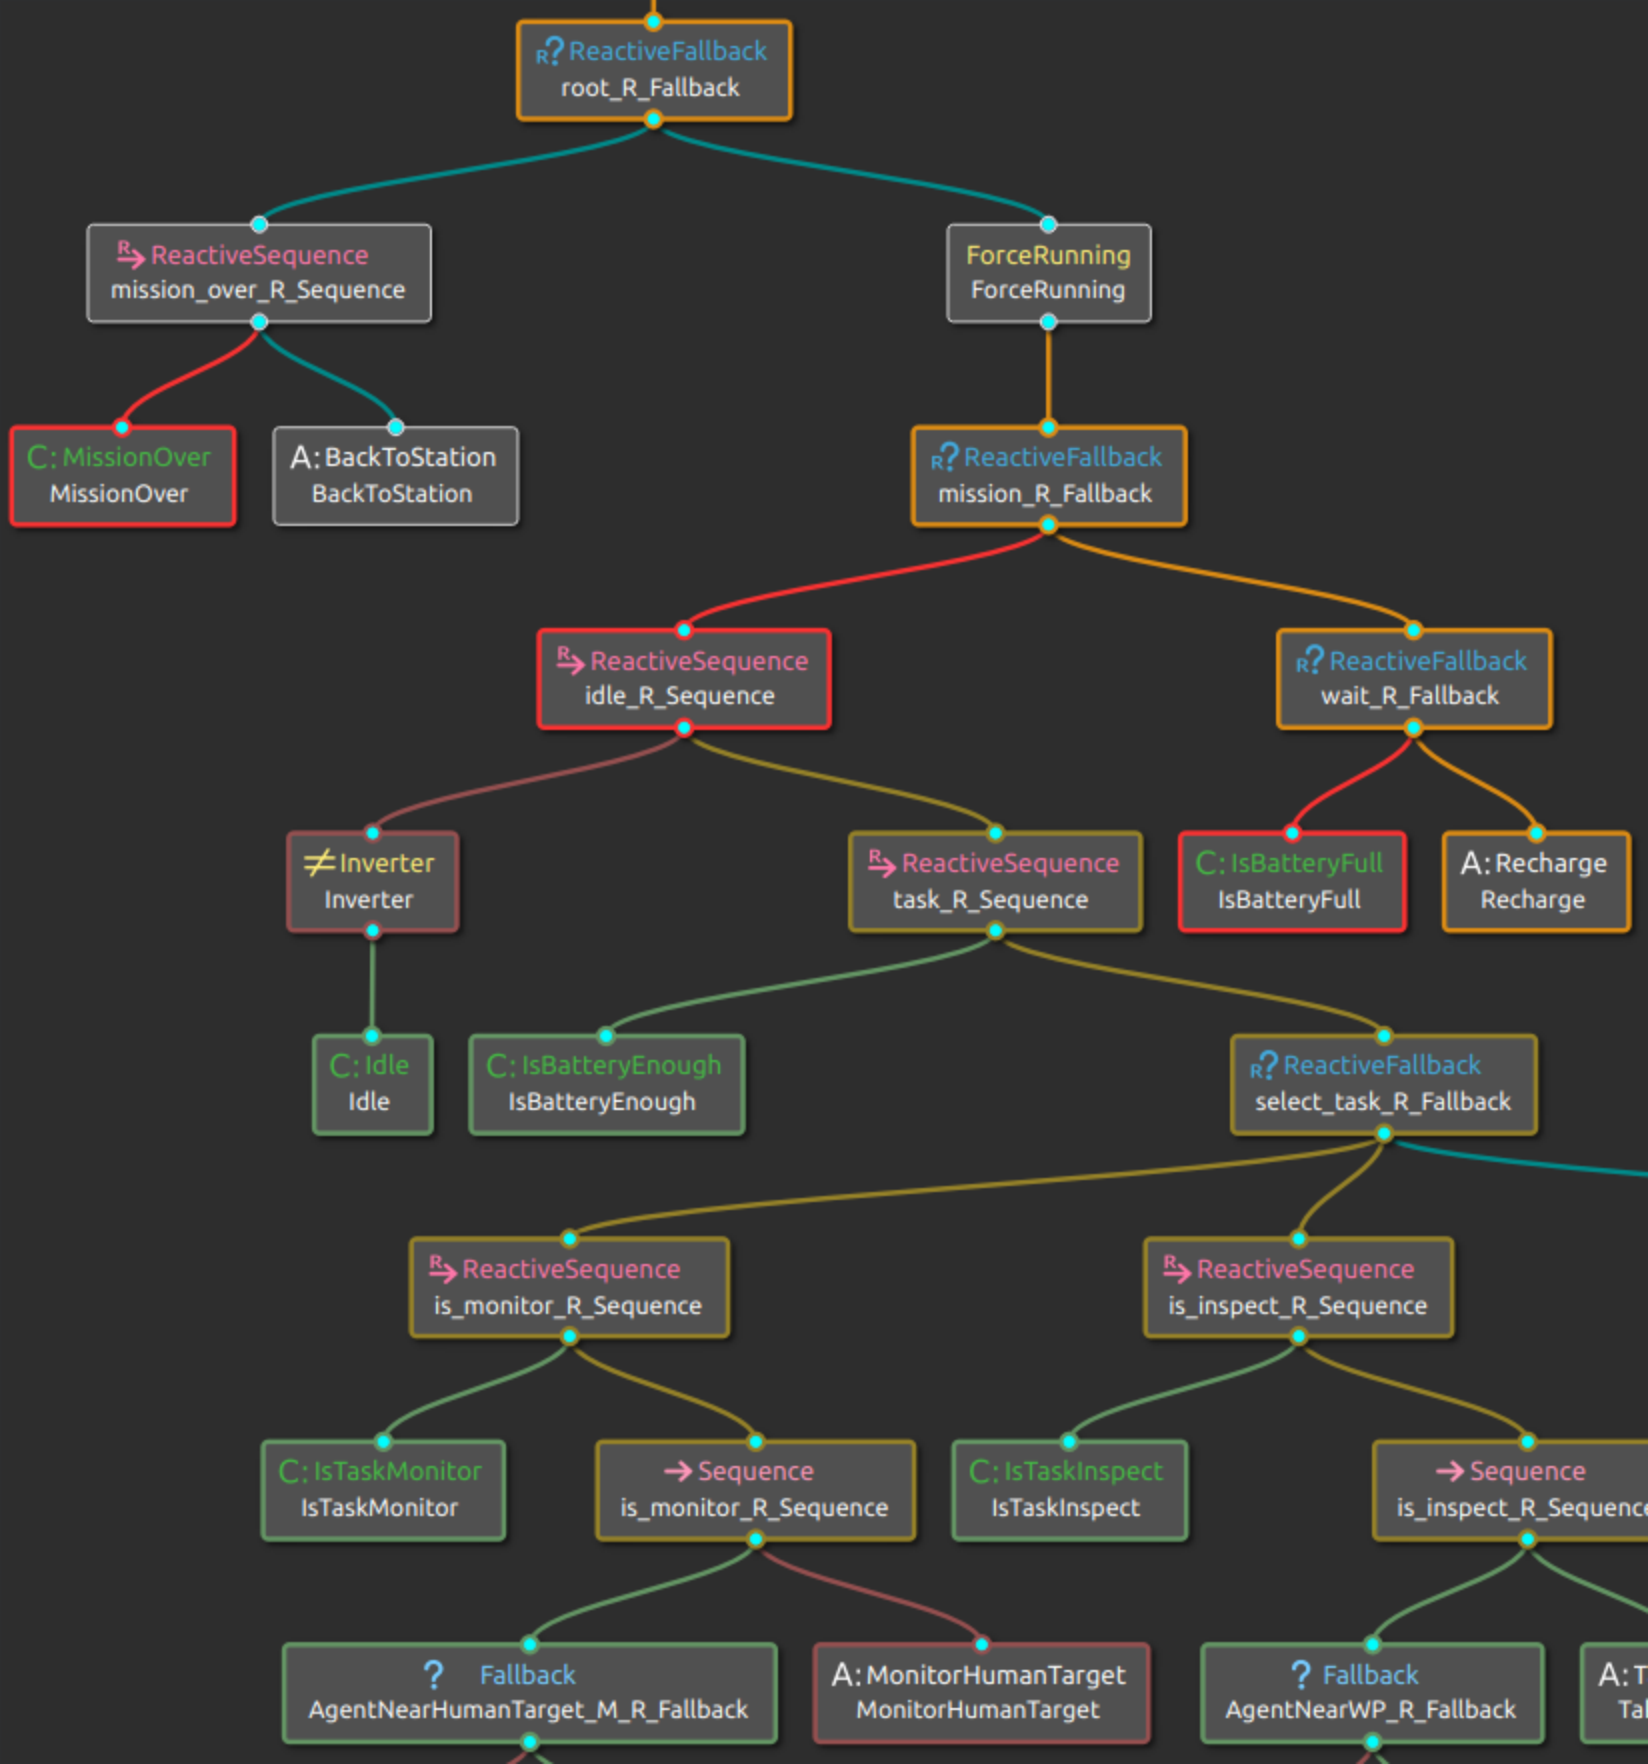 R? ReactiveFallback
root_R_Fallback
R ReactiveSequence
mission_over_R_Sequence
ForceRunning
ForceRunning
C: MissionOver
MissionOver
A: BackToStation
BackToStation
R? ReactiveFallback
mission_R_Fallback
R ReactiveSequence
idle_R_Sequence
R? ReactiveFallback
wait_R_Fallback
≠ Inverter
Inverter
R ReactiveSequence
task_R_Sequence
C: IsBatteryFull
IsBatteryFull
A: Recharge
Recharge
C: Idle
Idle
C: IsBatteryEnough
IsBatteryEnough
R? ReactiveFallback
select_task_R_Fallback
R ReactiveSequence
is_monitor_R_Sequence
R ReactiveSequence
is_inspect_R_Sequence
C: IsTaskMonitor
IsTaskMonitor
→ Sequence
is_monitor_R_Sequence
C: IsTaskInspect
IsTaskInspect
→ Sequence
is_inspect_R_Sequence
? Fallback
AgentNearHumanTarget_M_R_Fallback
A: MonitorHumanTarget
MonitorHumanTarget
? Fallback
AgentNearWP_R_Fallback
A: